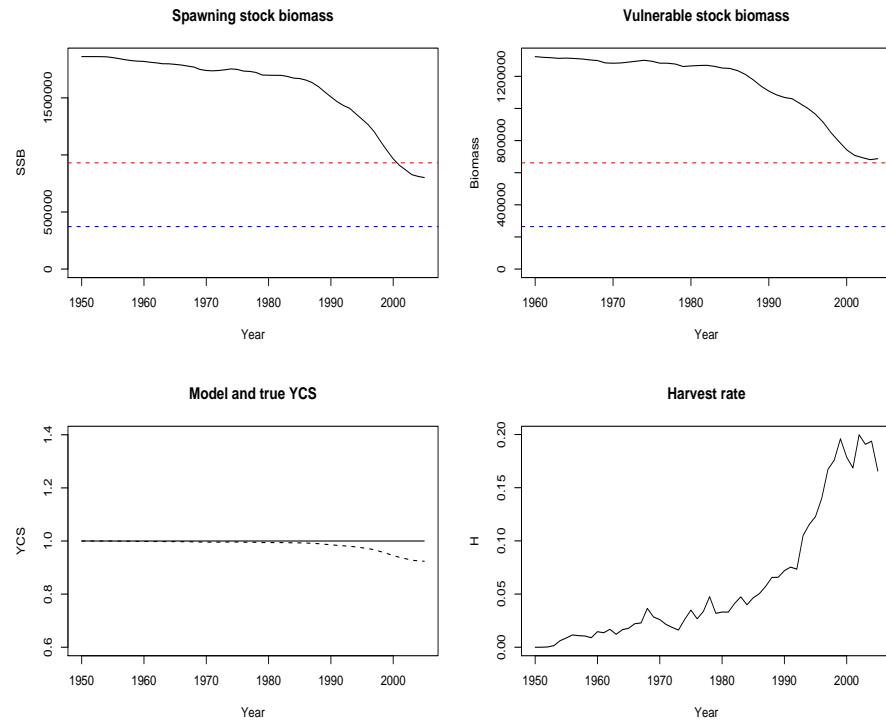 Spawning stock biomass
SSB
0 500000 1500000
1950 1960 1970 1980 1990 2000
Year
Vulnerable stock biomass
Biomass
0 400000 800000 1200000
1960 1970 1980 1990 2000
Year
Model and true YCS
YCS
0.6 0.8 1.0 1.2 1.4
1950 1960 1970 1980 1990 2000
Year
Harvest rate
H
0.00 0.05 0.10 0.15 0.20
1950 1960 1970 1980 1990 2000
Year